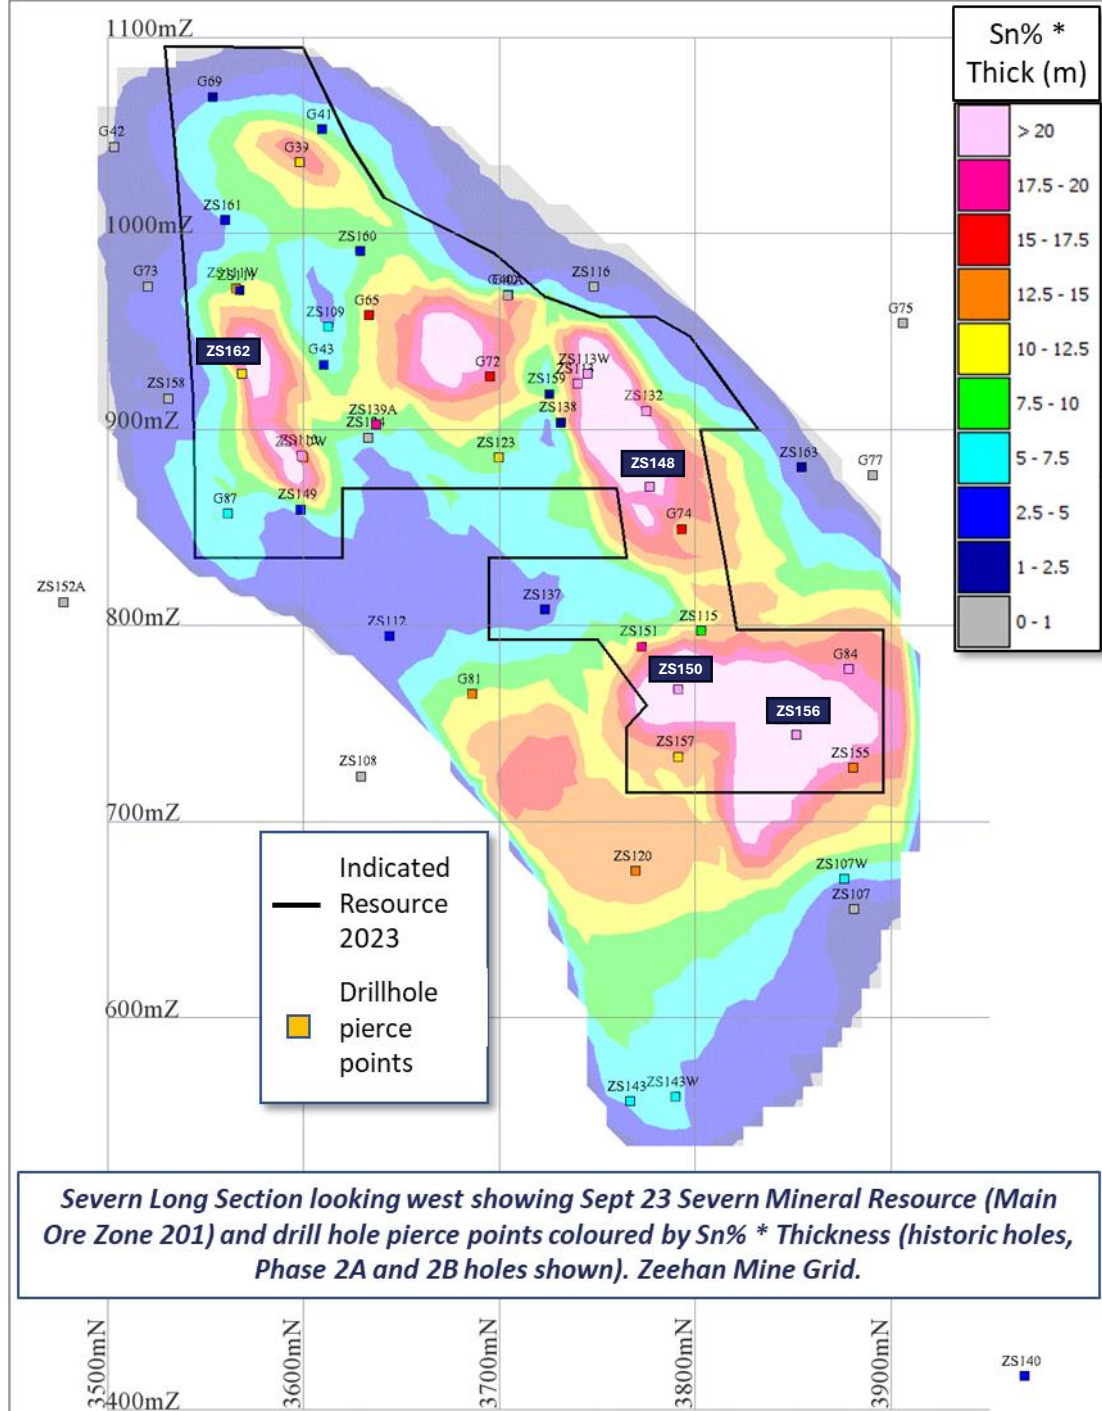 1100mZ
Sn% *
Thick (m)
> 20
17.5 - 20
15 - 17.5
12.5 - 15
10 - 12.5
7.5 - 10
5 - 7.5
2.5 - 5
1 - 2.5
0 - 1
G69
G41
G42
G39
ZS161
1000mZ
ZS160
G73
ZS111W
G65
ZS116
G75
ZS109
ZS162
G43
G72
ZS113W
ZS158
ZS159
ZS132
ZS139A
ZS138
900mZ
ZS123
ZS148
ZS163
G77
G87
ZS149
G74
ZS152A
ZS137
800mZ
ZS112
ZS115
ZS151
ZS150
G84
G81
ZS156
ZS157
ZS155
ZS108
700mZ
ZS120
ZS107W
ZS107
Indicated
Resource
2023
Drillhole
pierce
points
600mZ
ZS143
ZS143W
Severn Long Section looking west showing Sept 23 Severn Mineral Resource (Main
Ore Zone 201) and drill hole pierce points coloured by Sn% * Thickness (historic holes,
Phase 2A and 2B holes shown). Zeehan Mine Grid.
3500mN
3600mN
3700mN
3800mN
3900mN
ZS140
400mZ